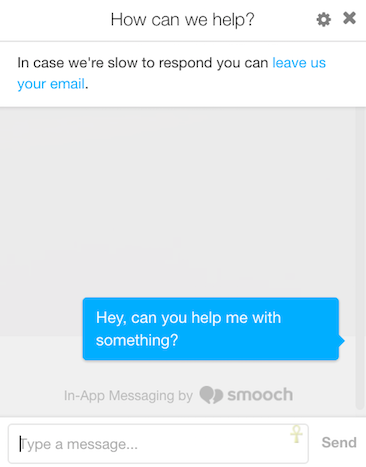 How can we help?
In case we're slow to respond you can leave us
your email.
Hey, can you help me with
something?
In-App Messaging by smooch
Type a message...
Send